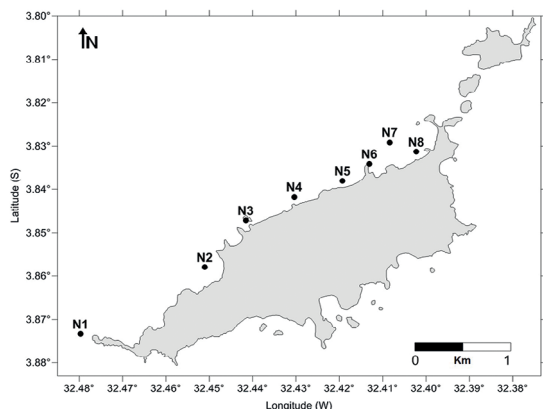 3.80°
N
3.81°
3.82°
3.83°
N7
N8
N6
3.84°
N5
N4
3.85°
N3
3.86°
N2
3.87°
N1
3.88°
0 Km 1
Latitude (S)
32.48° 32.47° 32.46° 32.45° 32.44° 32.43° 32.42° 32.41° 32.40° 32.39° 32.38°
Longitude (W)